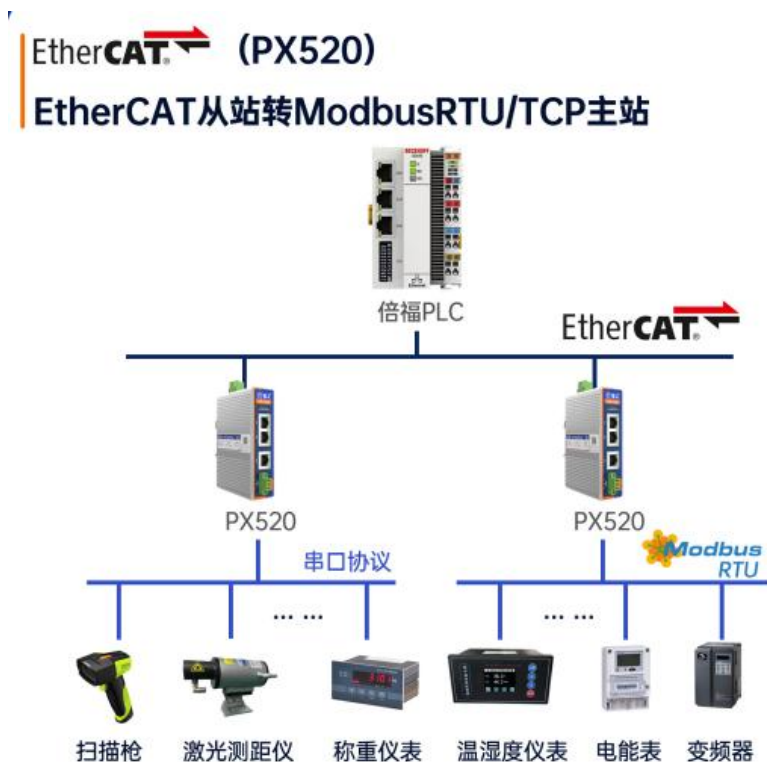 EtherCAT® (PX520)
EtherCAT从站转ModbusRTU/TCP主站
BECKHOFF
倍福PLC
EtherCAT®
PX520
PX520
串口协议
Modbus
RTU
... ...
... ...
扫描枪
激光测距仪
称重仪表
温湿度仪表
电能表
变频器